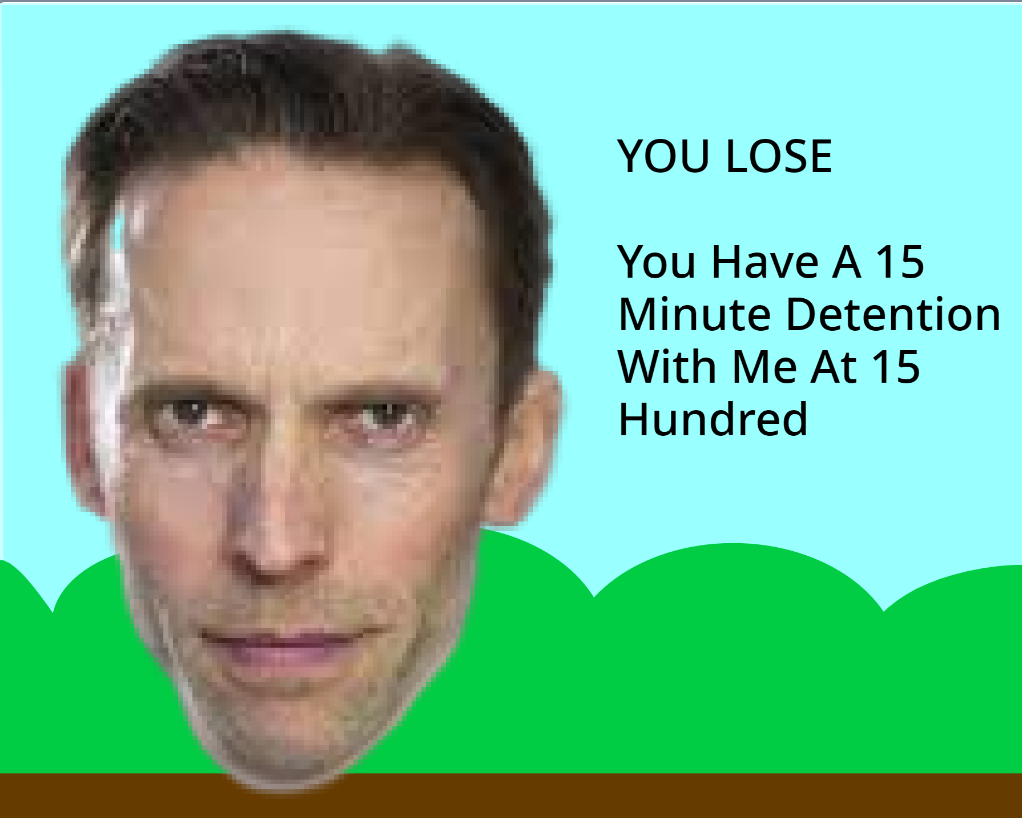 YOU LOSE
You Have A 15
Minute Detention
With Me At 15
Hundred